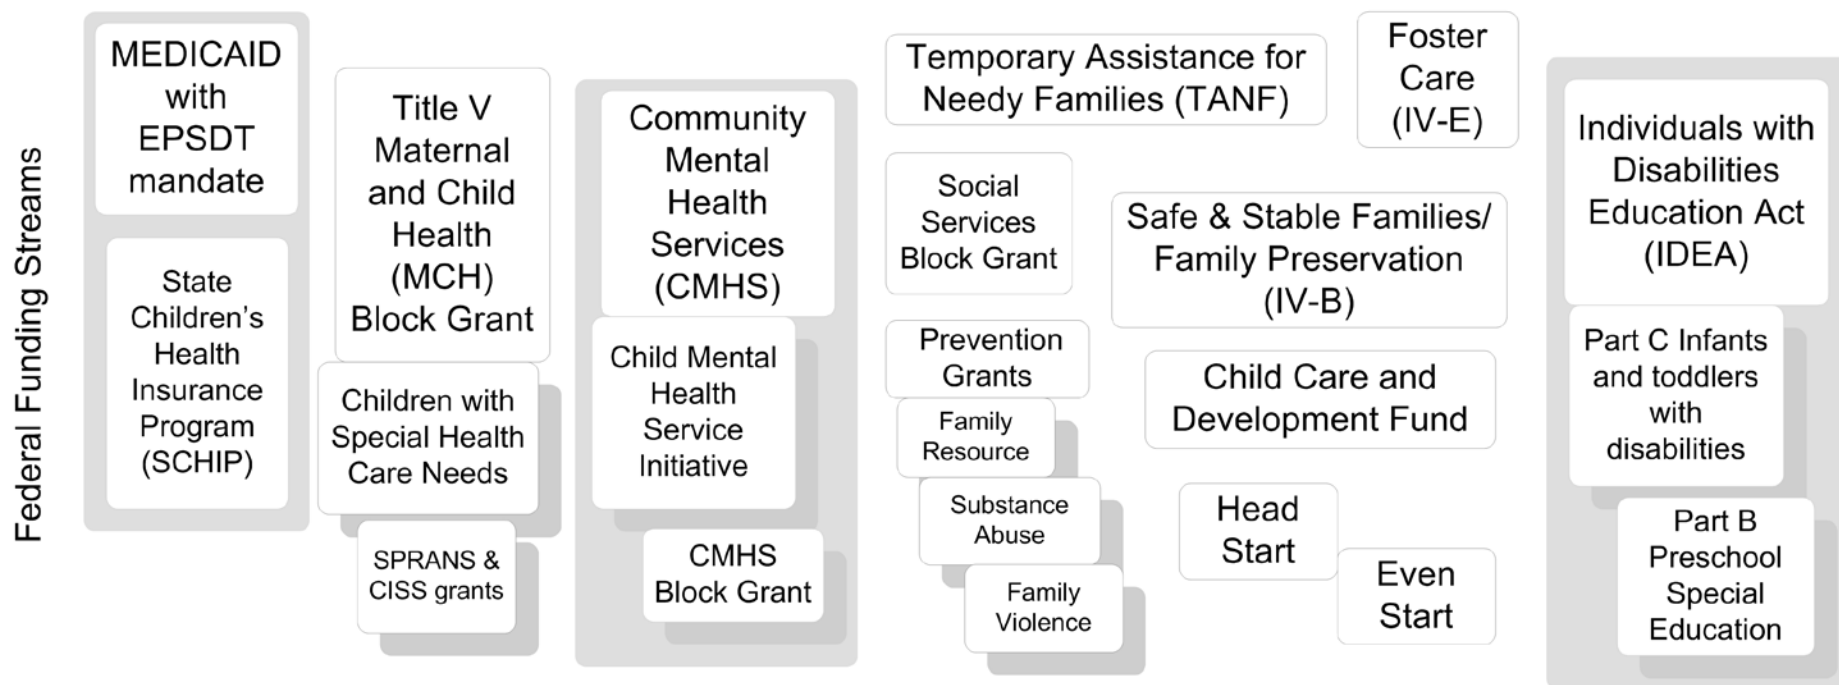 Federal Funding Streams
MEDICAID
with
EPSDT
mandate
State
Children’s
Health
Insurance
Program
(SCHIP)
Title V
Maternal
and Child
Health
(MCH)
Block Grant
Children with
Special Health
Care Needs
SPRANS &
CISS grants
Community
Mental
Health
Services
(CMHS)
Child Mental
Health
Service
Initiative
CMHS
Block Grant
Temporary Assistance for
Needy Families (TANF)
Social
Services
Block Grant
Prevention
Grants
Family
Resource
Substance
Abuse
Family
Violence
Foster
Care
(IV-E)
Safe & Stable Families/
Family Preservation
(IV-B)
Child Care and
Development Fund
Head
Start
Even
Start
Individuals with
Disabilities
Education Act
(IDEA)
Part C Infants
and toddlers
with
disabilities
Part B
Preschool
Special
Education